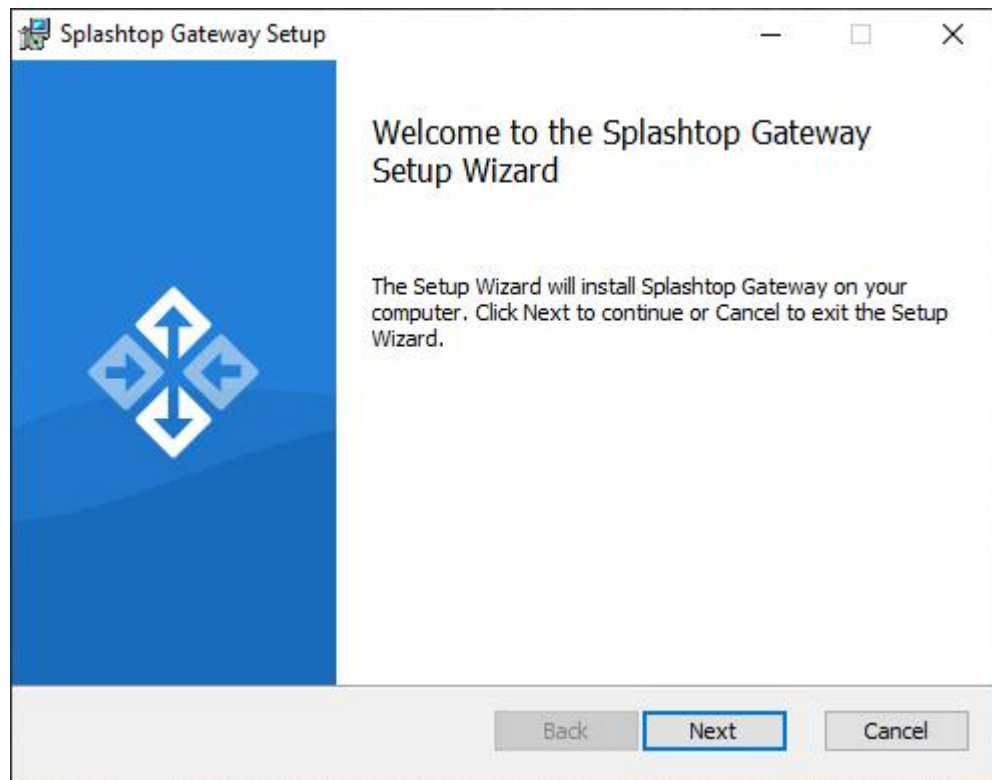 Splashtop Gateway Setup
Welcome to the Splashtop Gateway
Setup Wizard
The Setup Wizard will install Splashtop Gateway on your
computer. Click Next to continue or Cancel to exit the Setup
Wizard.
Back Next Cancel